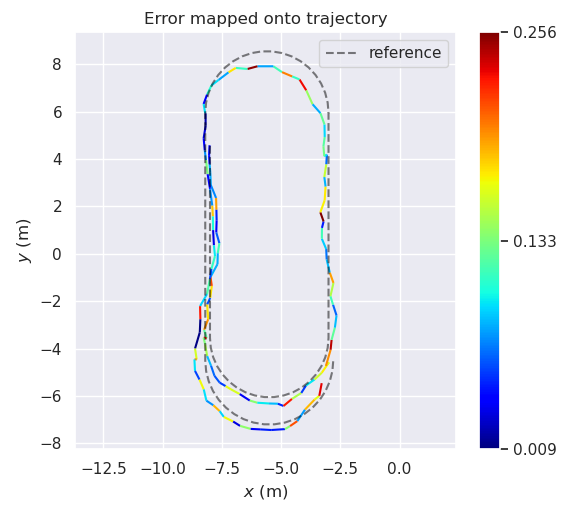 Error mapped onto trajectory
reference
8
6
4
2
0
−2
−4
−6
−8
y (m)
−12.5 −10.0 −7.5 −5.0 −2.5 0.0
x (m)
0.256
0.133
0.009